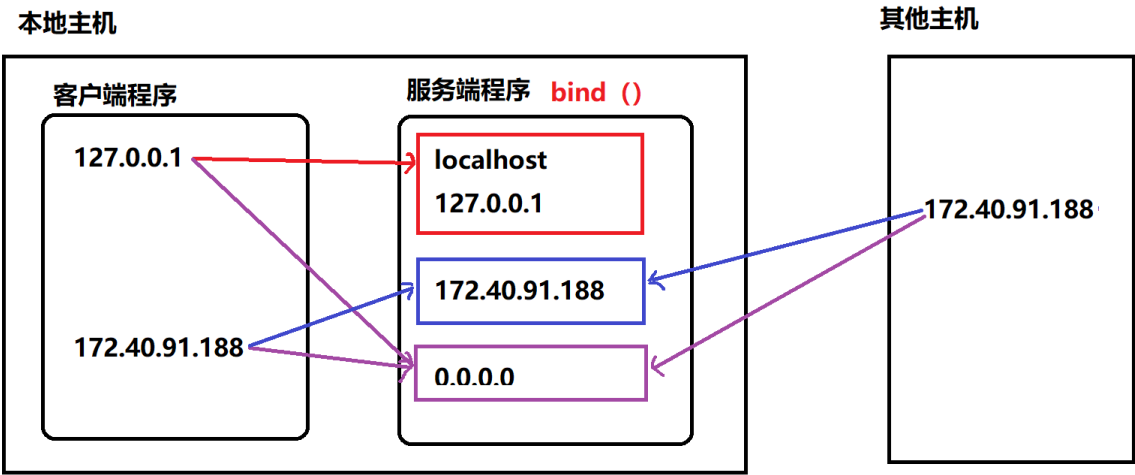 本地主机
其他主机
客户端程序
服务端程序 bind（）
127.0.0.1
localhost
127.0.0.1
172.40.91.188
172.40.91.188
172.40.91.188
0.0.0.0